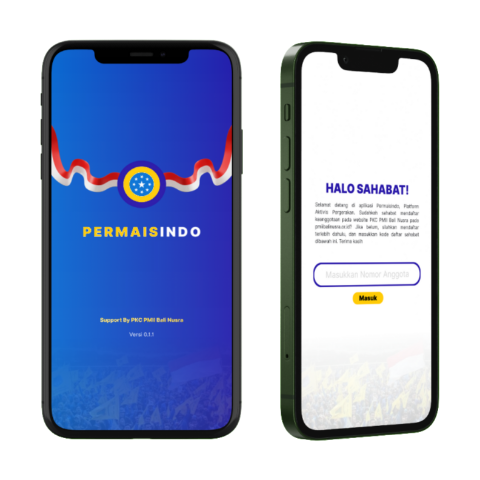 PERMAISINDO
Support By PKC PMII Bali Nusra
Versi 0.1.1
HALO SAHABAT!
Selamat datang di aplikasi Permaisindo, Platform
Aktivis Pergerakan. Sudahkah sahabat mendaftar
keanggotaan pada website PKC PMII Bali Nusra pada
pmiibalinusra.or.id? Jika belum, silahkan mendaftar
terlebih dahulu, dan masukkan kode daftar sahabat
dibawah ini. Terima kasih
Masukkan Nomor Anggota
Masuk